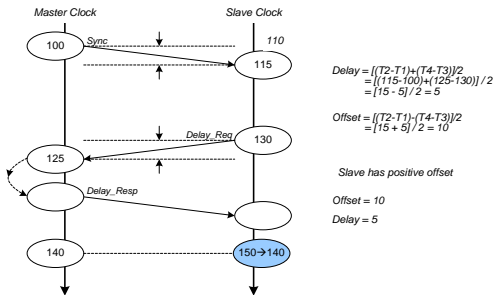 Master Clock
Slave Clock
Sync
100
110
115
Delay = [(T2-T1)+(T4-T3)]/2
= [(115-100)+(125-130)] / 2
= [15 - 5] / 2 = 5
Offset = [(T2-T1)-(T4-T3)]/2
= [15 + 5] / 2 = 10
Delay_Req
130
125
Slave has positive offset
Delay_Resp
Offset = 10
Delay = 5
140
150→140